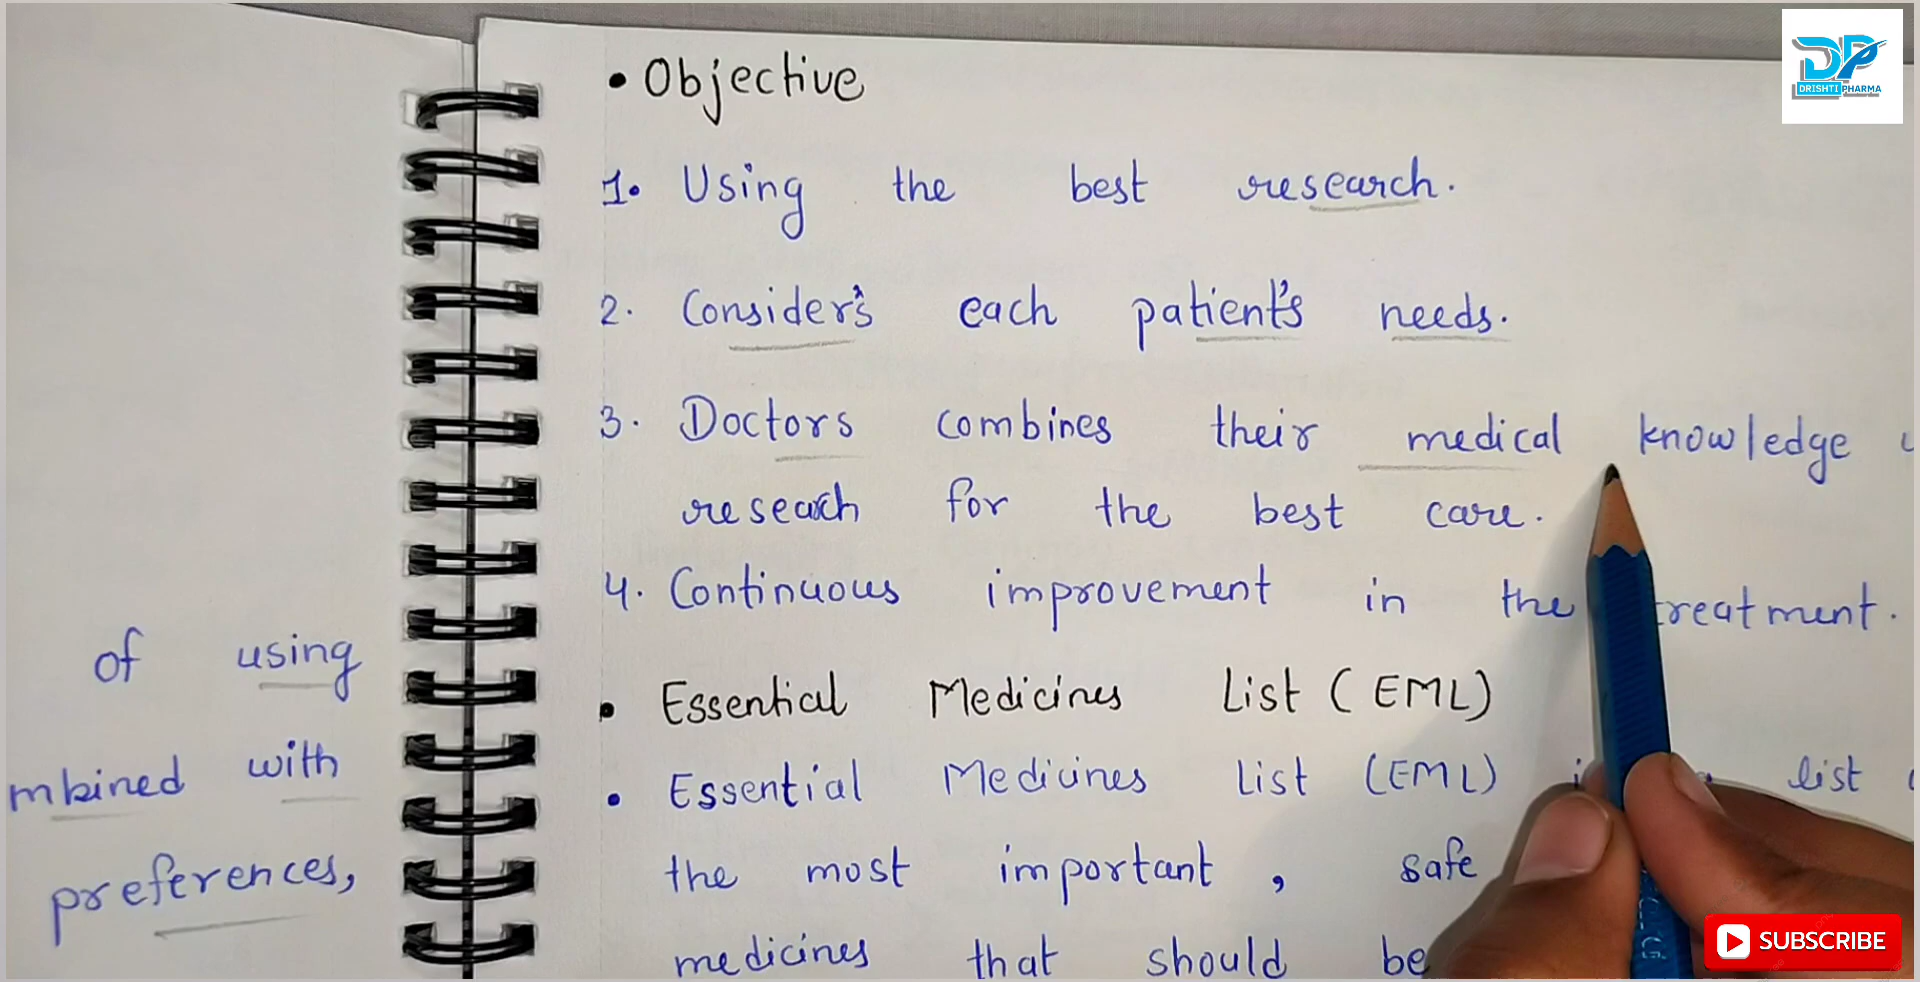 of using
mbined with
preferences,
• Objective
1. Using the best research.
2. Consider's each patient's needs.
3. Doctors combines their medical knowledge
research for the best care.
4. Continuous improvement in the treatment.
• Essential Medicines List (EML)
• Essential Medicines List (EML) list
the most important, safe
medicines that should be
DP
DRISHTI PHARMA
SUBSCRIBE